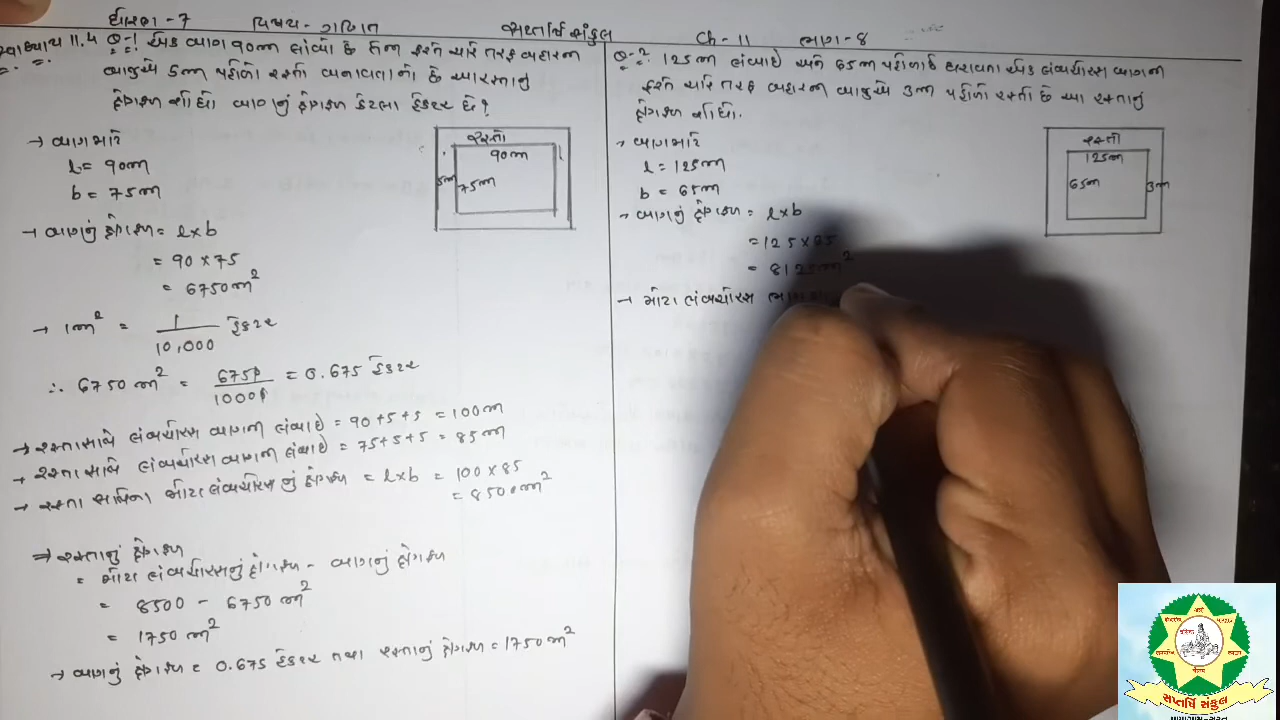 ધોરણ - 7 વિષય - ગણિત સપ્તર્ષિ સંકુલ Ch - 11 ભાગ - 8
સ્વાધ્યાય 11.4 Q-1 એક બાગ 90m લાંબો છે તેને ફરતે ચારે તરફ બહારની
બાજુએ 5m પહોળો રસ્તો બનાવવાનો છે આ રસ્તાનું
ક્ષેત્રફળ શોધો બાગનું ક્ષેત્રફળ કેટલા હેક્ટર છે?
→ બાગ માટે
l = 90m
b = 75m
→ બાગનું ક્ષેત્રફળ = l×b
= 90 × 75
= 6750 m²
→ 1m² = 1/10,000 હેક્ટર
∴ 6750 m² = 6750/10000 = 0.675 હેક્ટર
→ રસ્તા સાથે લંબચોરસ બાગની લંબાઈ = 90+5+5 = 100m
→ રસ્તા સાથે લંબચોરસ બાગની લંબાઈ = 75+5+5 = 85m
→ રસ્તા સાથેના મોટા લંબચોરસનું ક્ષેત્રફળ = l×b = 100 × 85
= 8500m²
⇒ રસ્તાનું ક્ષેત્રફળ
= મોટા લંબચોરસનું ક્ષેત્રફળ - બાગનું ક્ષેત્રફળ
= 8500 - 6750 m²
= 1750 m²
→ બાગનું ક્ષેત્રફળ = 0.675 હેક્ટર તથા રસ્તાનું ક્ષેત્રફળ = 1750 m²
રસ્તો
90m
5m 75m
Q-2 125m લંબાઈ અને 65m પહોળાઈ ધરાવતા એક લંબચોરસ બાગની
ફરતે ચારે તરફ બહારની બાજુએ 3m પહોળો રસ્તો છે આ રસ્તાનું
ક્ષેત્રફળ શોધો.
→ બાગ માટે
l = 125m
b = 65m
→ બાગનું ક્ષેત્રફળ = l×b
= 125 × 65
= 8125m²
→ મોટા લંબચોરસ
રસ્તો
125m
65m 3m
સપ્તર્ષિ સંકુલ